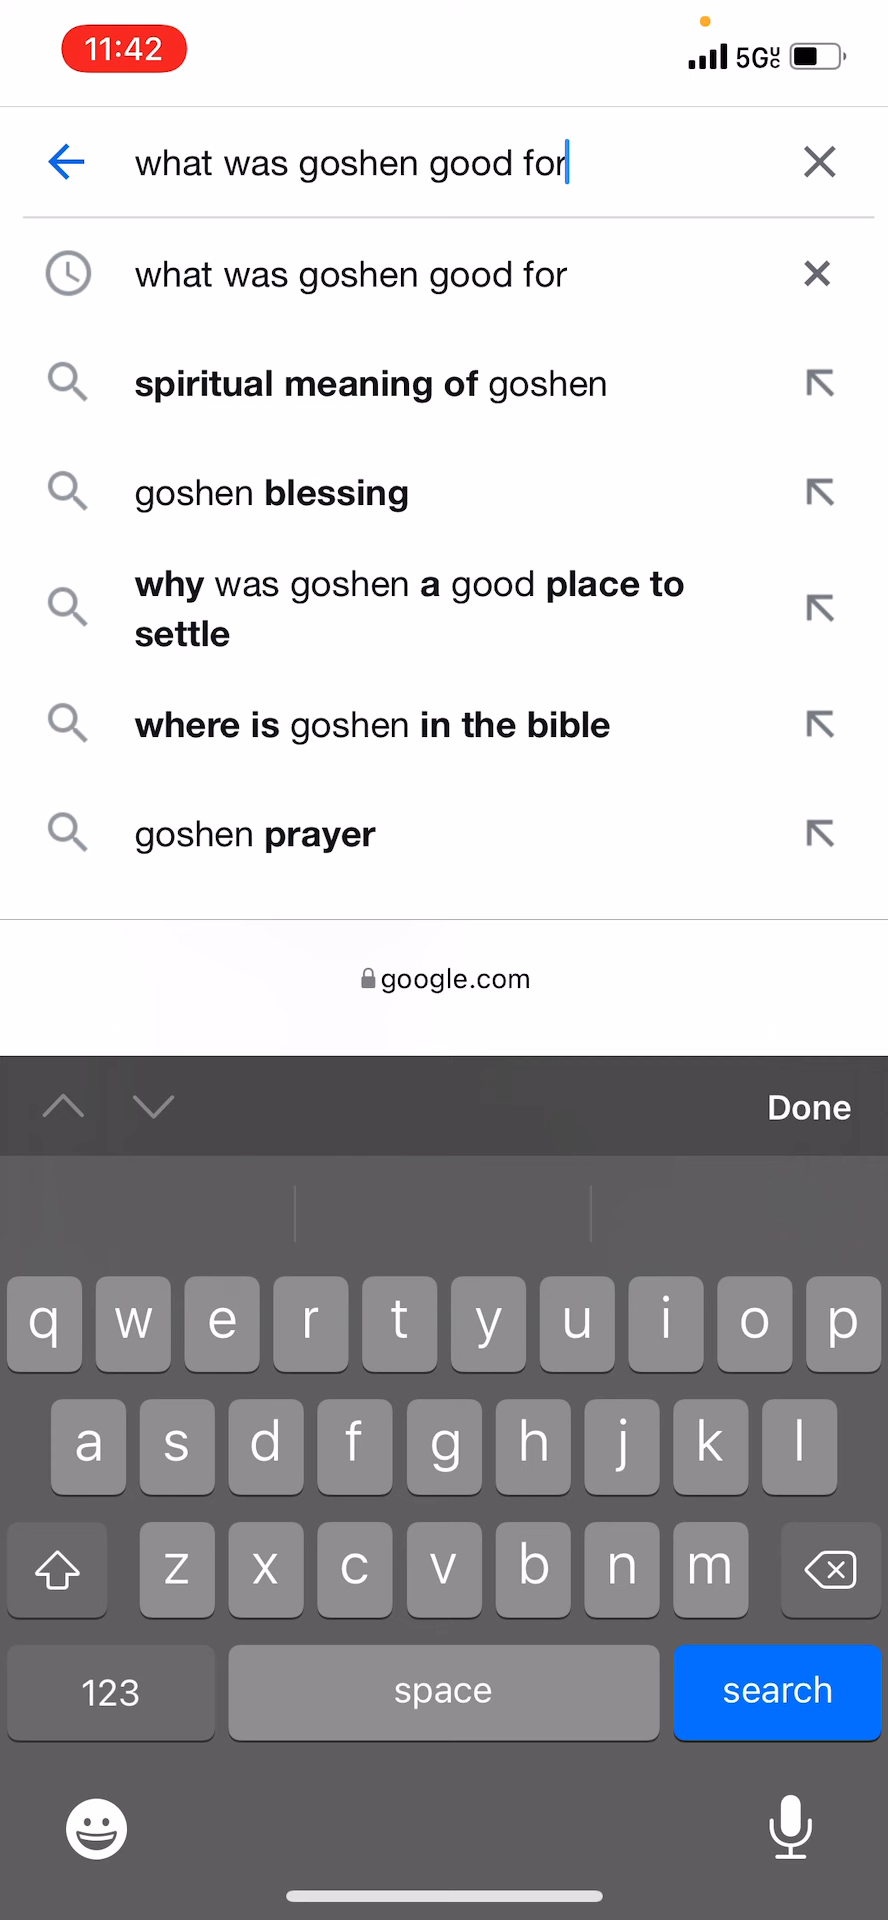 11:42
5GUC
what was goshen good for
what was goshen good for
spiritual meaning of goshen
goshen blessing
why was goshen a good place to
settle
where is goshen in the bible
goshen prayer
google.com
Done
q w e r t y u i o p
a s d f g h j k l
z x c v b n m
123 space search